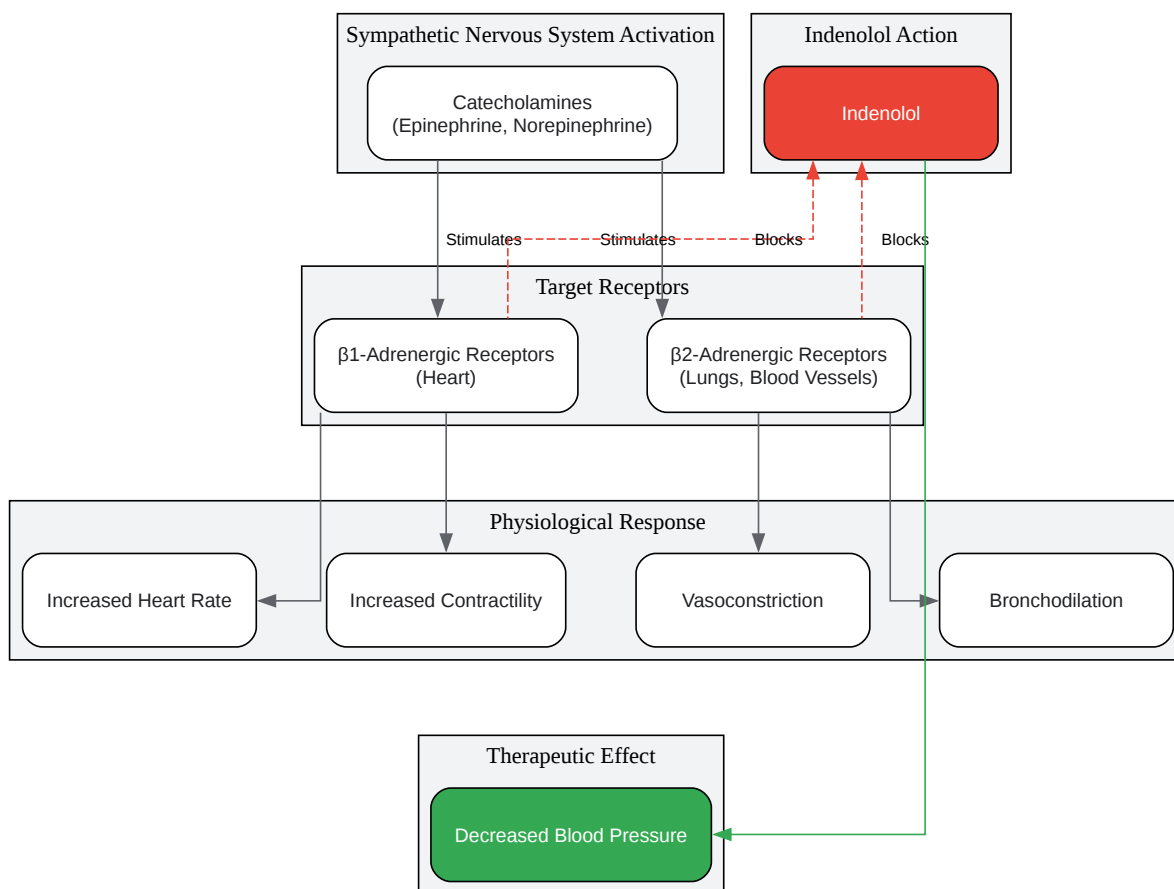 Sympathetic Nervous System Activation
Indenolol Action
Catecholamines
(Epinephrine, Norepinephrine)
Indenolol
Stimulates
Stimulates
Blocks
Blocks
Target Receptors
β1-Adrenergic Receptors
(Heart)
β2-Adrenergic Receptors
(Lungs, Blood Vessels)
Physiological Response
Increased Heart Rate
Increased Contractility
Vasoconstriction
Bronchodilation
Therapeutic Effect
Decreased Blood Pressure